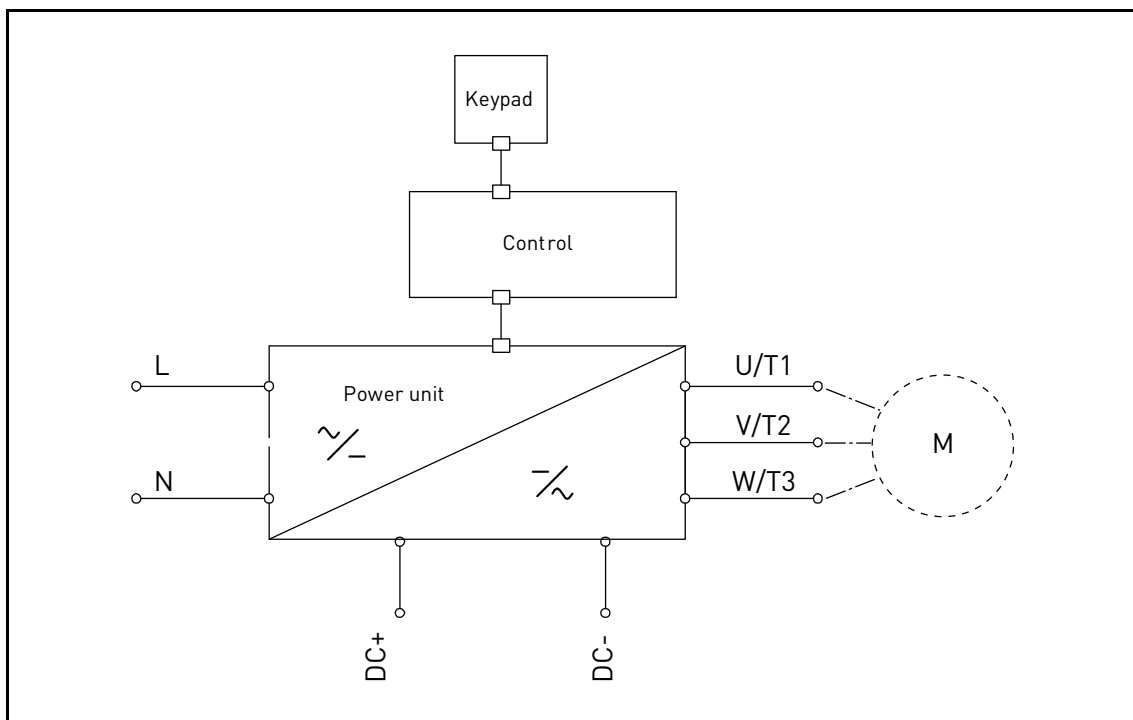 Keypad
Control
L
U/T1
Power unit
V/T2
M
N
W/T3
DC+
DC-